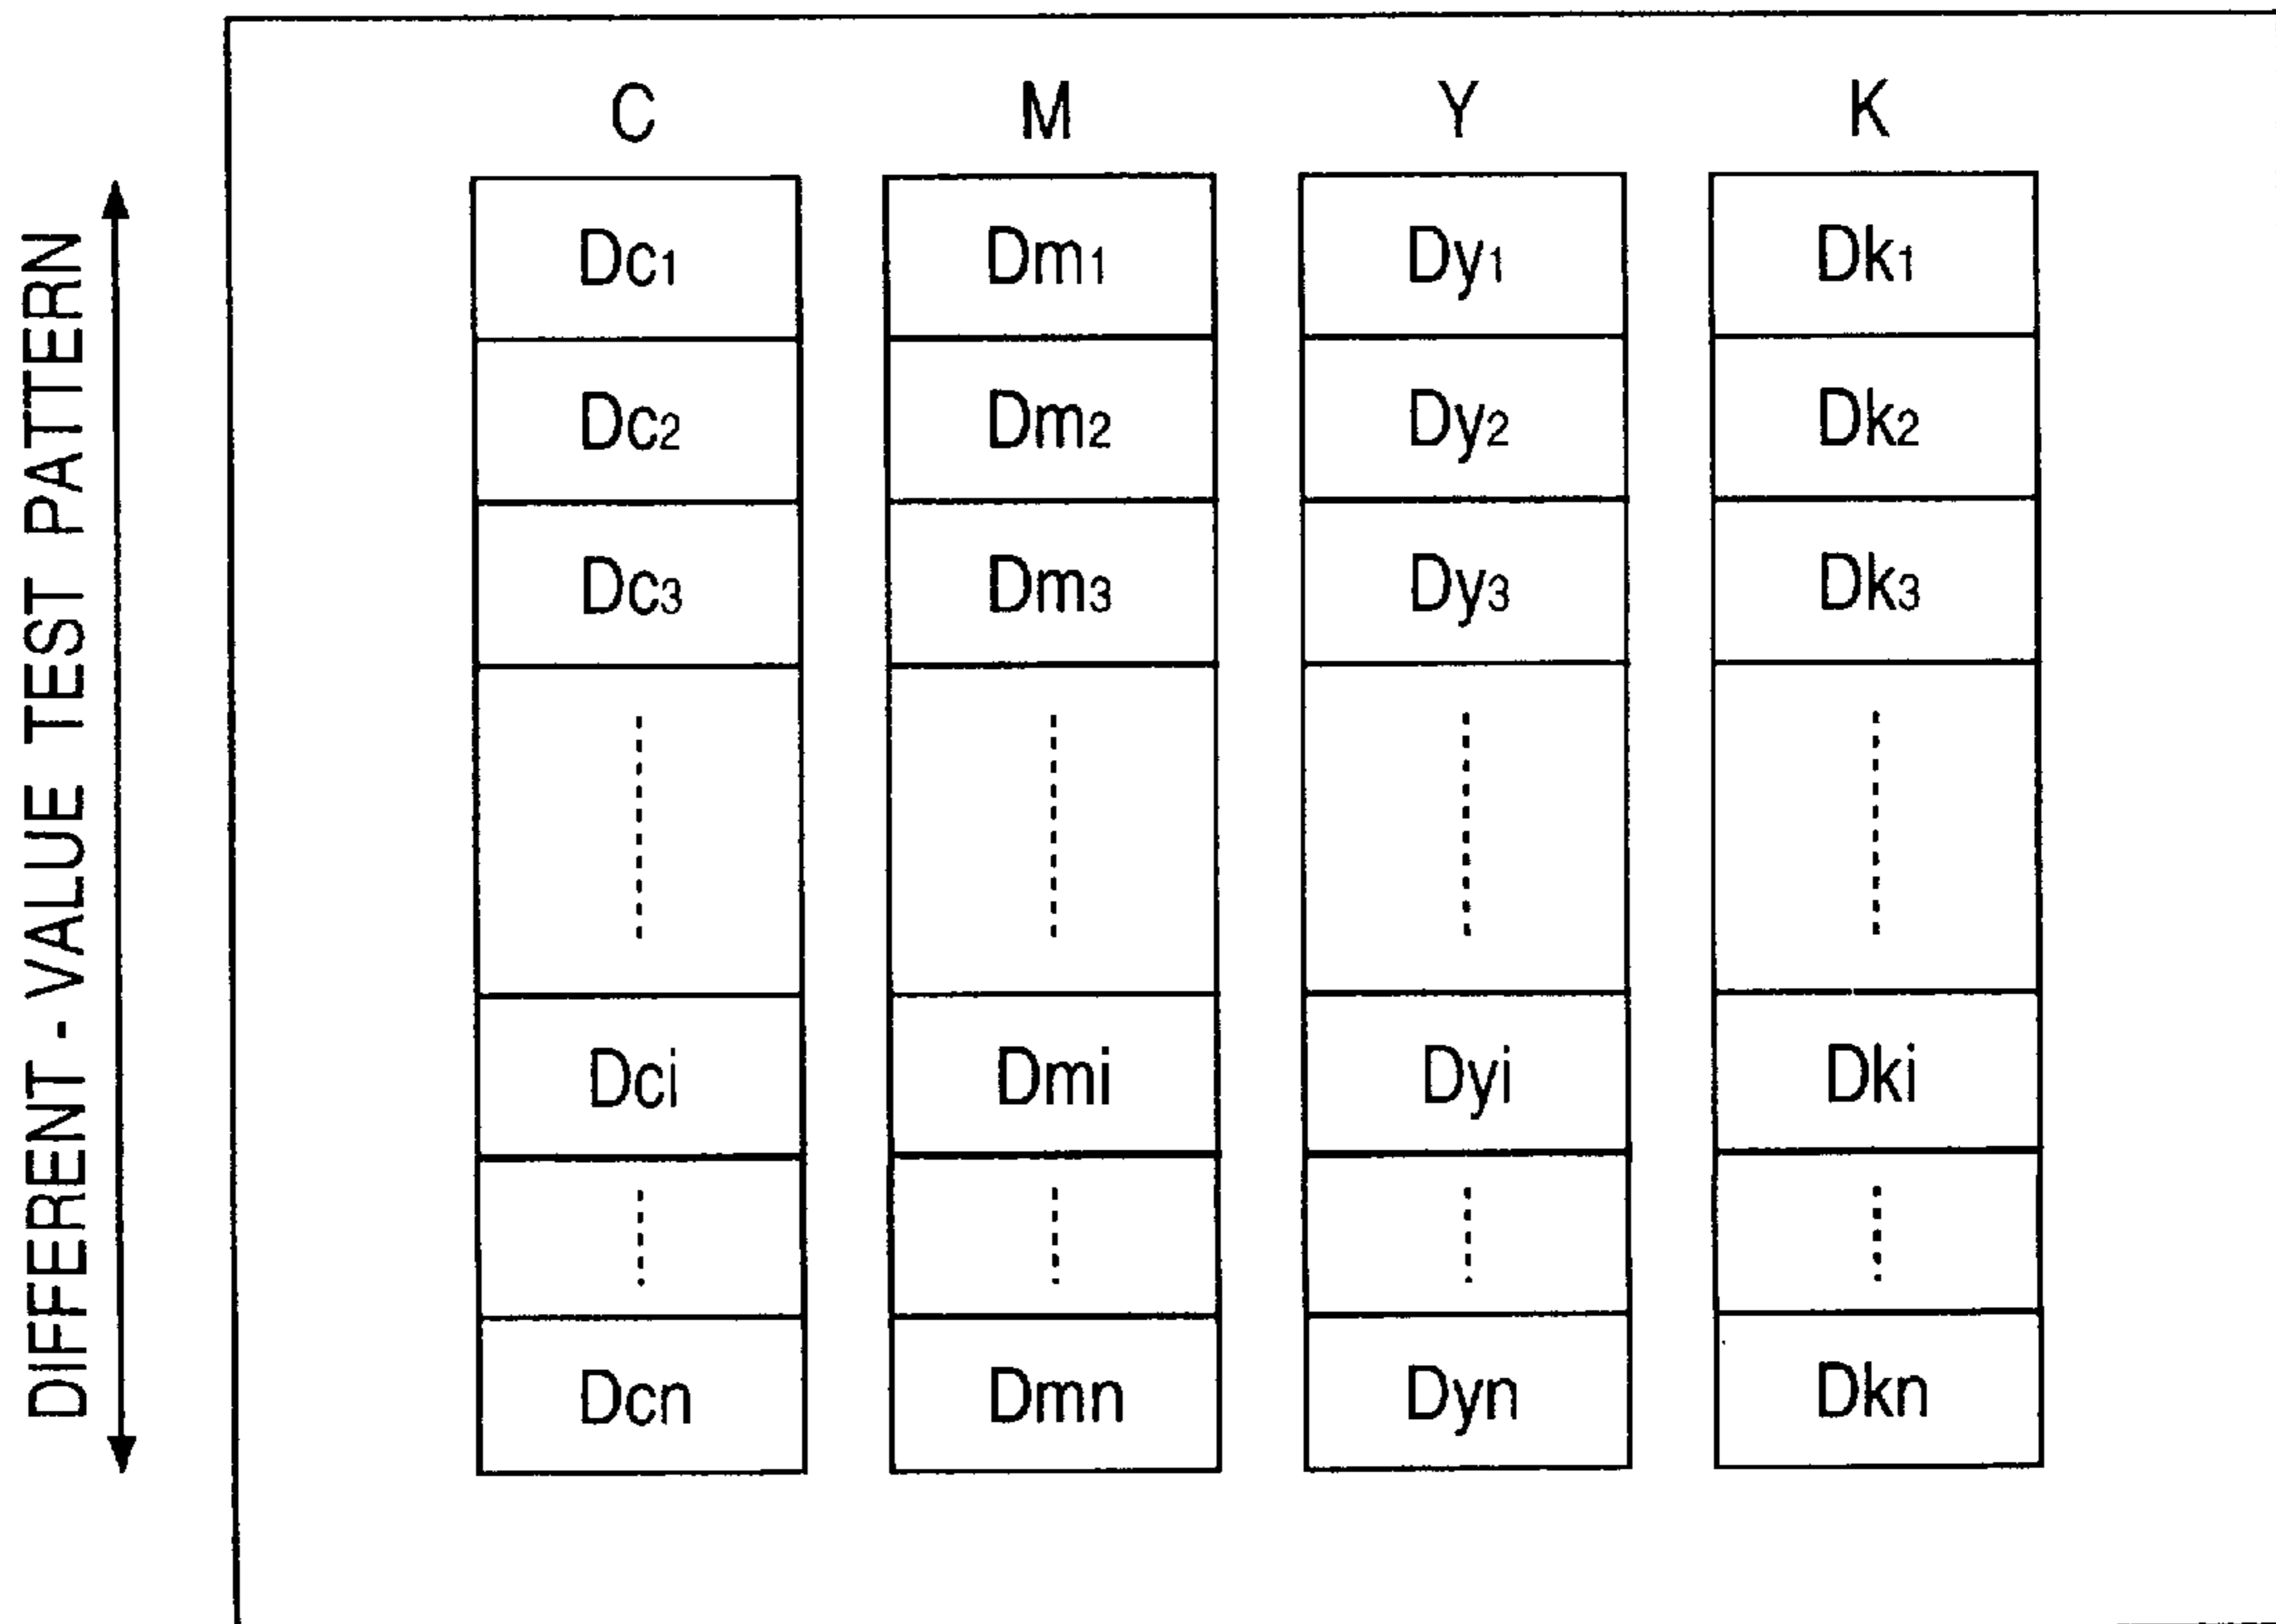 DIFFERENT - VALUE TEST PATTERN
C M Y K
Dc1 Dm1 Dy1 Dk1
Dc2 Dm2 Dy2 Dk2
Dc3 Dm3 Dy3 Dk3
Dci Dmi Dyi Dki
Dcn Dmn Dyn Dkn